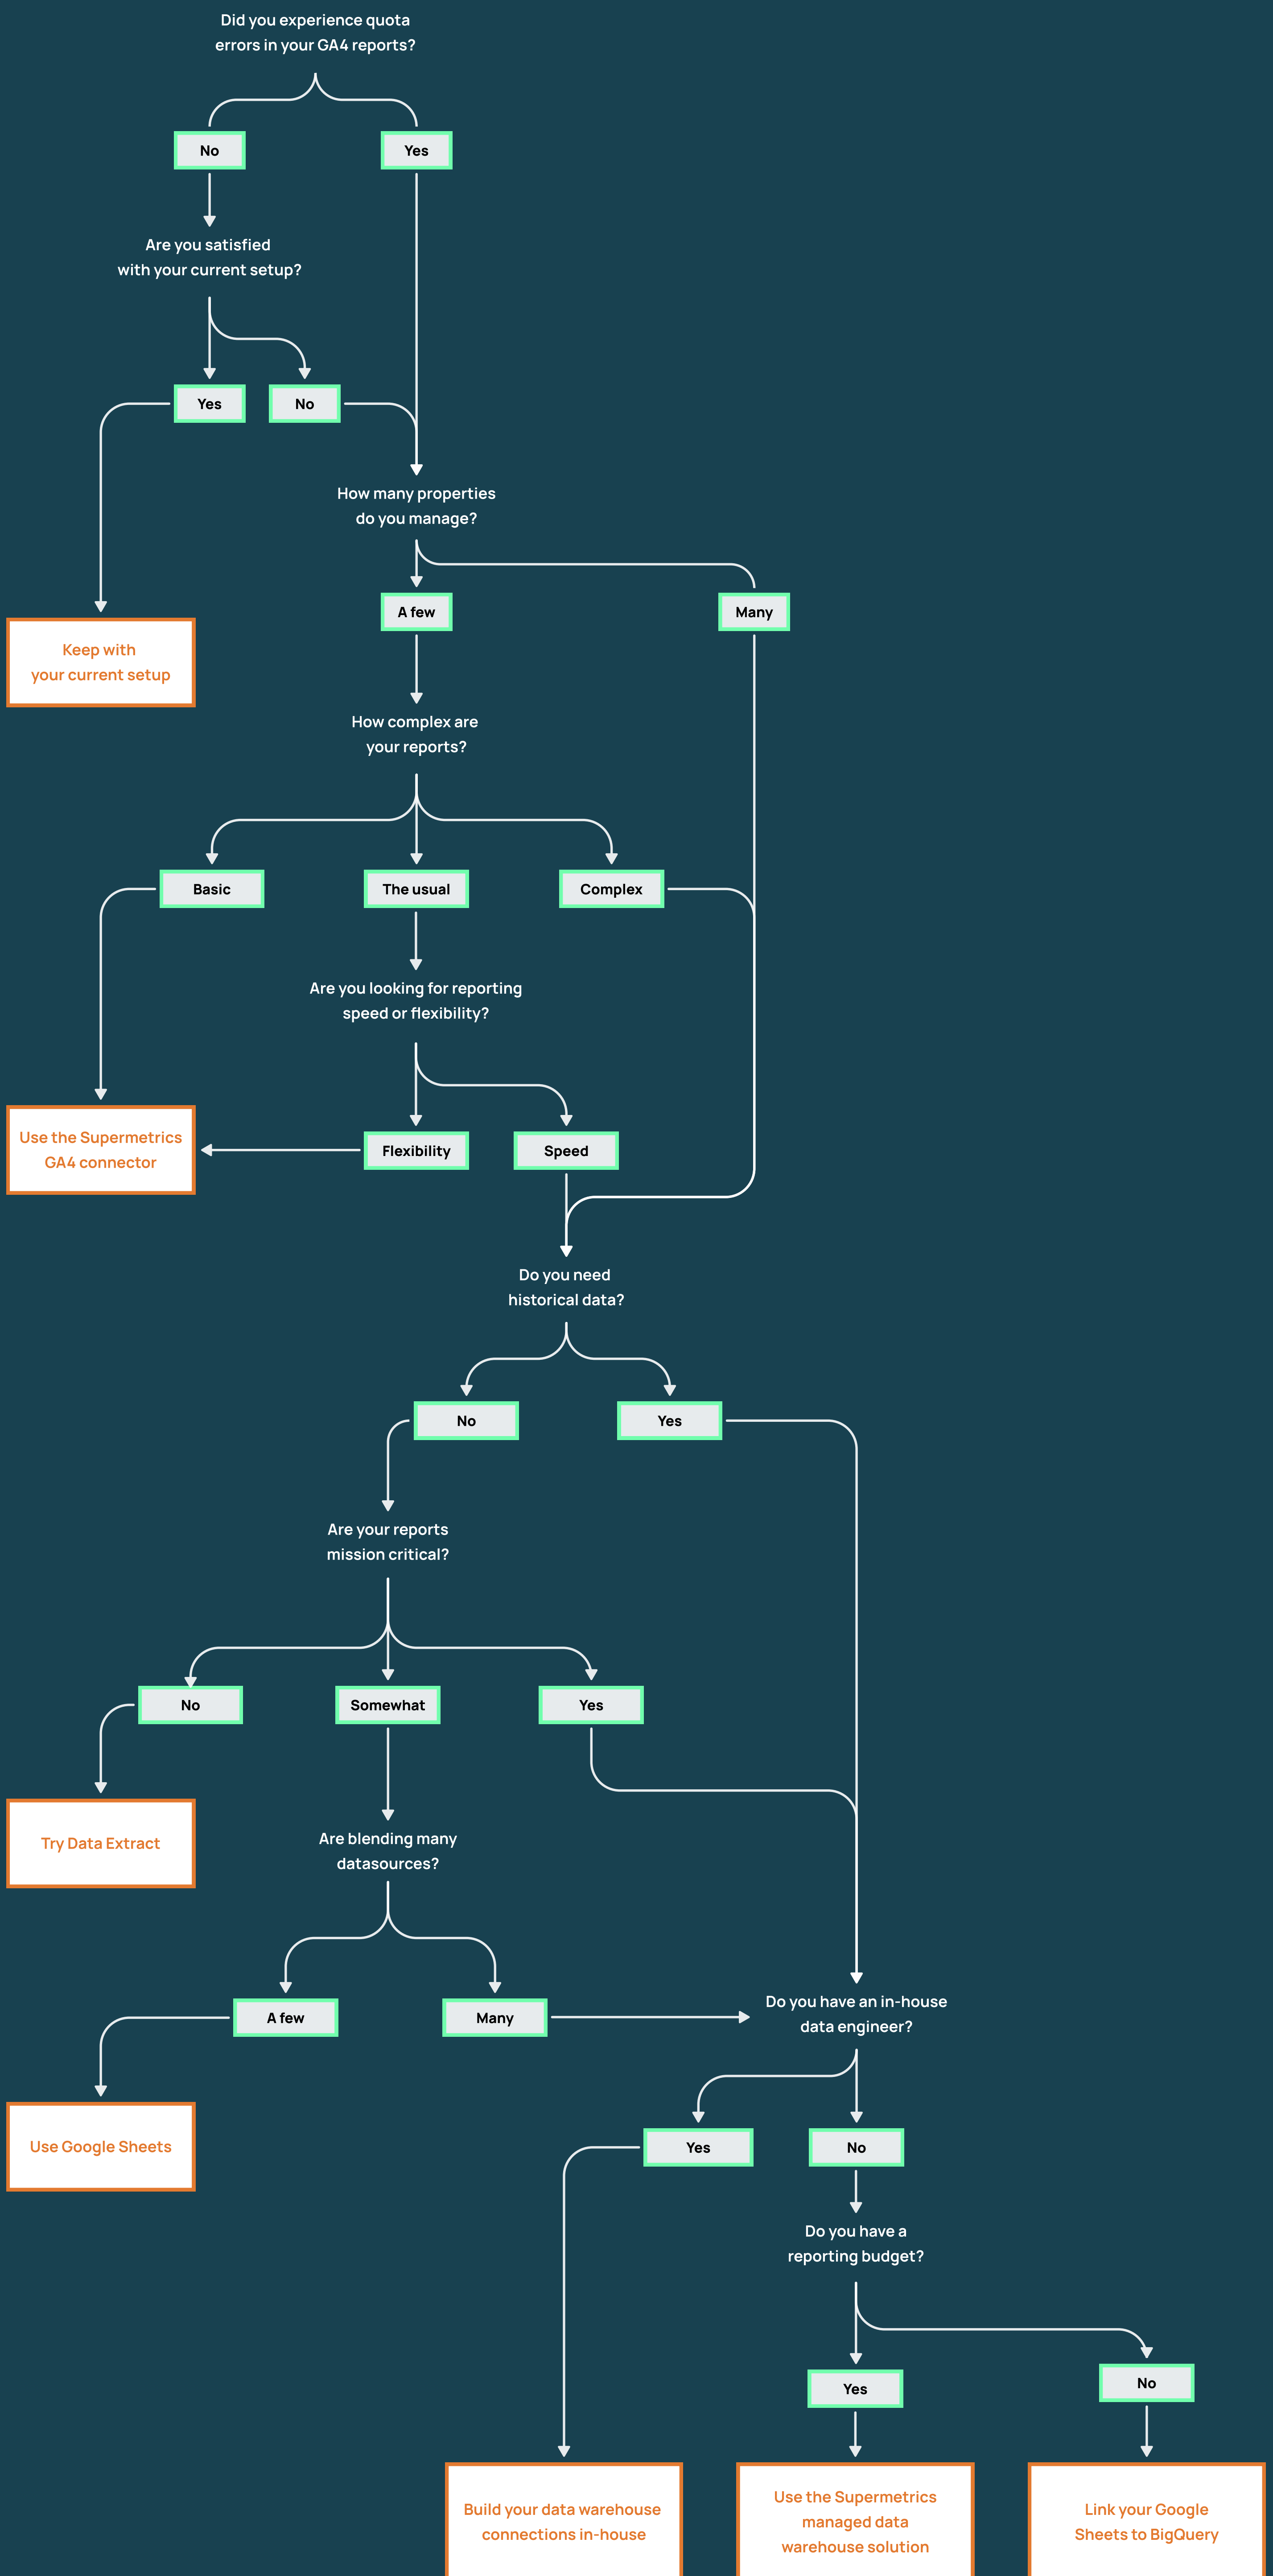 Did you experience quota
errors in your GA4 reports?
No
Yes
Are you satisfied
with your current setup?
Yes
No
How many properties
do you manage?
A few
Many
Keep with
your current setup
How complex are
your reports?
Basic
The usual
Complex
Are you looking for reporting
speed or flexibility?
Use the Supermetrics
GA4 connector
Flexibility
Speed
Do you need
historical data?
No
Yes
Are your reports
mission critical?
No
Somewhat
Yes
Try Data Extract
Are blending many
datasources?
A few
Many
Do you have an in-house
data engineer?
Use Google Sheets
Yes
No
Do you have a
reporting budget?
Yes
No
Build your data warehouse
connections in-house
Use the Supermetrics
managed data
warehouse solution
Link your Google
Sheets to BigQuery